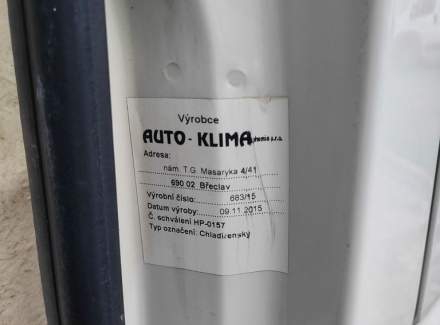 Výrobce
AUTO - KLIMA s.r.o.
Adresa:
nám. T.G. Masaryka 4/41
690 02 Břeclav
Výrobní číslo: 683/15
Datum výroby: 09.11.2015
Č. schválení HP-0157
Typ označení: Chladírenský